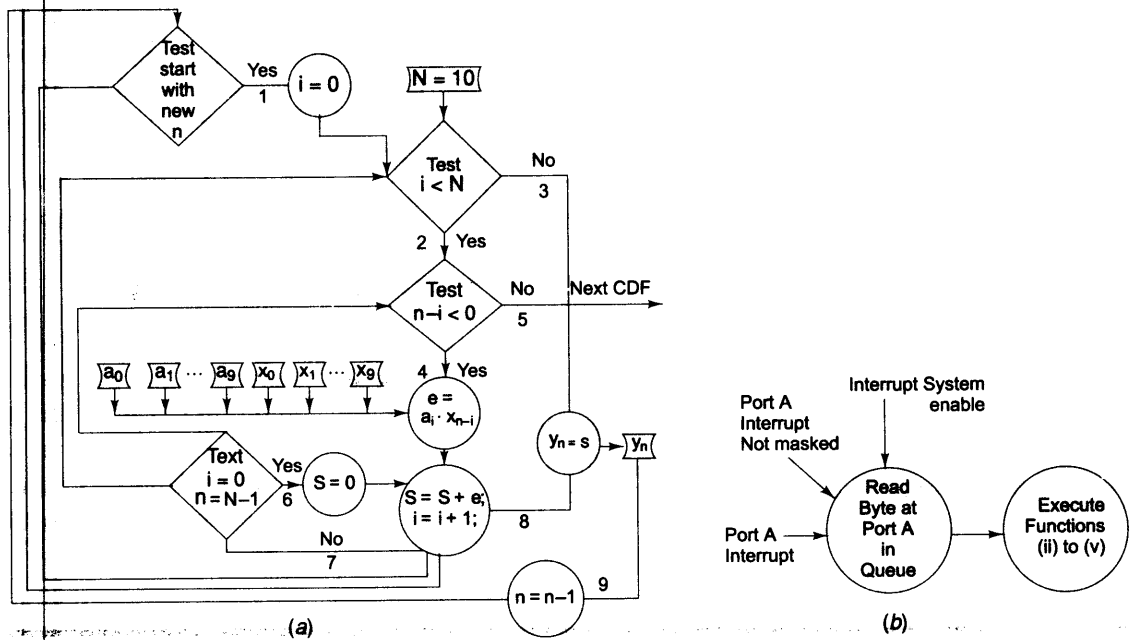 Test
start
with
new
n
Yes
1
i = 0
N = 10
Test
i < N
No
3
2
Yes
Test
n–i < 0
No
5
Next CDF
4
Yes
a₀
a₁
...
a₉
x₀
x₁
...
x₉
e =
aᵢ · xₙ₋ᵢ
Text
i = 0
n = N–1
Yes
6
S = 0
S = S + e;
i = i + 1;
8
No
7
yₙ = s
yₙ
n = n–1
9
(a)
Port A
Interrupt
Not masked
Interrupt System
enable
Port A
Interrupt
Read
Byte at
Port A
in
Queue
Execute
Functions
(ii) to (v)
(b)